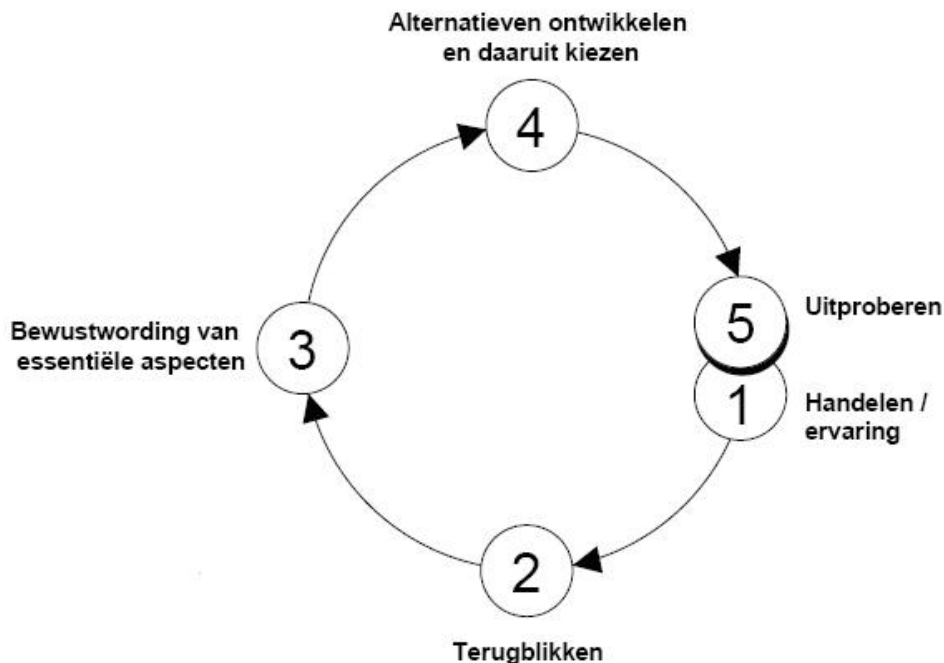 Alternatieven ontwikkelen
en daaruit kiezen
4
5
Uitproberen
Bewustwording van
essentiële aspecten
3
1
Handelen /
ervaring
2
Terugblikken